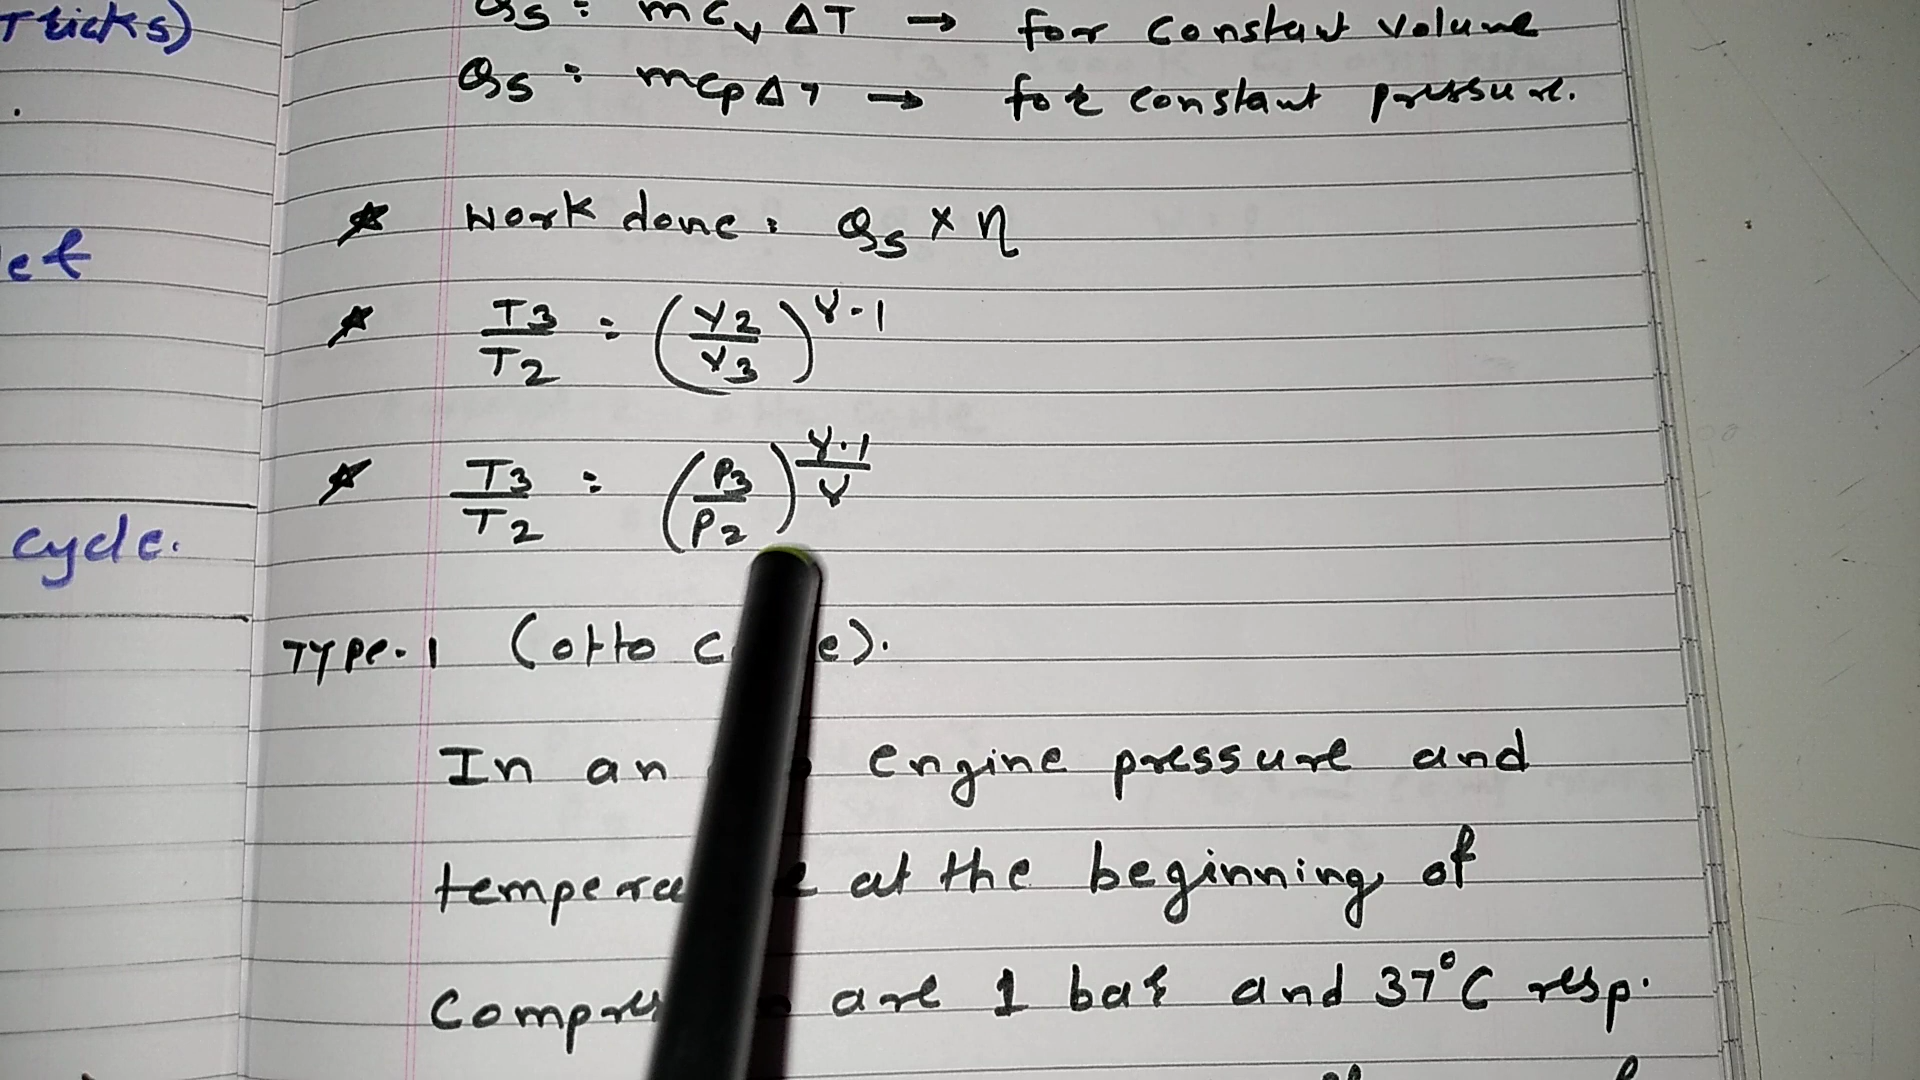 Tricks)
.
et
cycle.
Qs = mCv ΔT → for constant volume
Qs = mCp ΔT → for constant pressure.
☆ Work done = Qs × η
☆ T3/T2 = (V2/V3)^γ-1
☆ T3/T2 = (P3/P2)^γ-1/γ
Type-1 (otto c e).
In an engine pressure and
tempera e at the beginning of
Compres are 1 bar and 37°C resp.